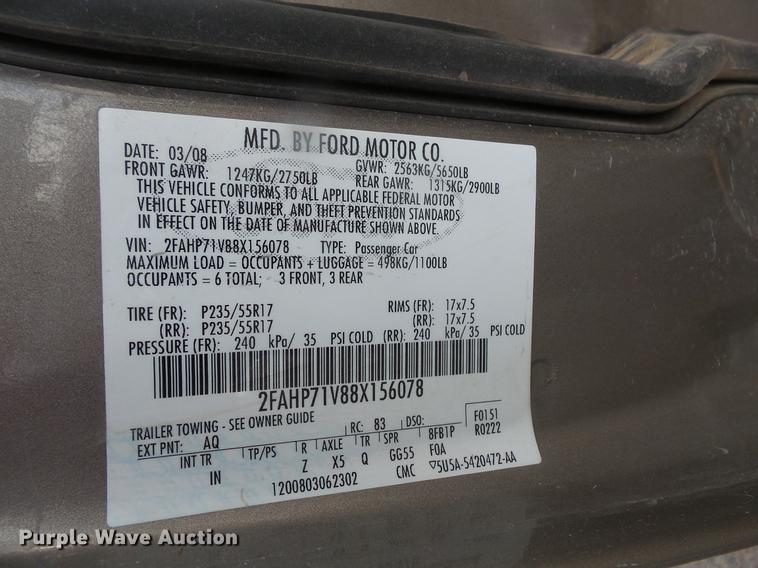 MFD. BY FORD MOTOR CO.
DATE: 03/08 GVWR: 2563KG/5650LB
FRONT GAWR: 1247KG/2750LB REAR GAWR: 1315KG/2900LB
THIS VEHICLE CONFORMS TO ALL APPLICABLE FEDERAL MOTOR
VEHICLE SAFETY, BUMPER, AND THEFT PREVENTION STANDARDS
IN EFFECT ON THE DATE OF MANUFACTURE SHOWN ABOVE.
VIN: 2FAHP71V88X156078 TYPE: Passenger Car
MAXIMUM LOAD = OCCUPANTS + LUGGAGE = 498KG/1100LB
OCCUPANTS = 6 TOTAL; 3 FRONT, 3 REAR
TIRE (FR): P235/55R17 RIMS (FR): 17x7.5
(RR): P235/55R17 (RR): 17x7.5
PRESSURE (FR): 240 kPa/ 35 PSI COLD (RR): 240 kPa/ 35 PSI COLD
2FAHP71V88X156078
TRAILER TOWING - SEE OWNER GUIDE
EXT PNT: AQ RC: 83 DSO: F0151
INT TR TP/PS R AXLE TR SPR 8FB1P R0222
IN Z X5 Q GG55 F0A
1200803062302 CMC ▽5U5A-5420472-AA
Purple Wave Auction